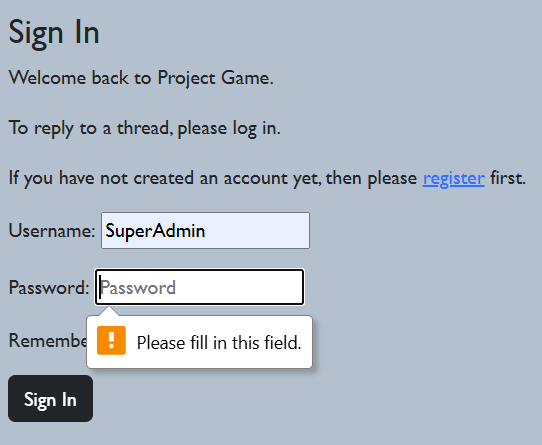 Sign In
Welcome back to Project Game.
To reply to a thread, please log in.
If you have not created an account yet, then please register first.
Username: SuperAdmin
Password: Password
Remembe
Please fill in this field.
Sign In